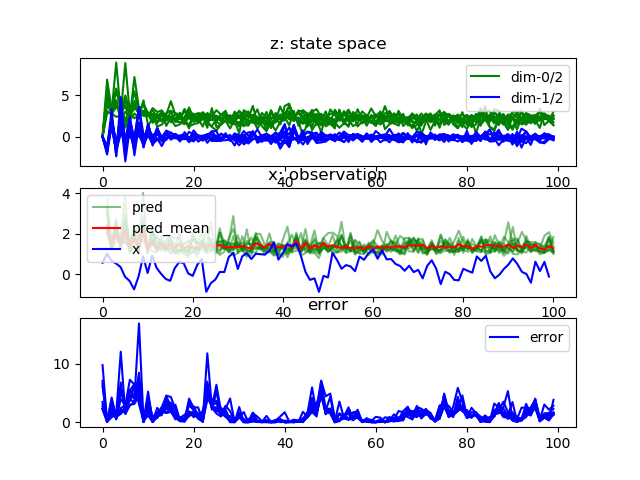 z: state space
5
0
dim-0/2
dim-1/2
0 20 40 60 80 100
x: observation
4
2
0
pred
pred_mean
x
0 20 40 60 80 100
error
10
0
error
0 20 40 60 80 100